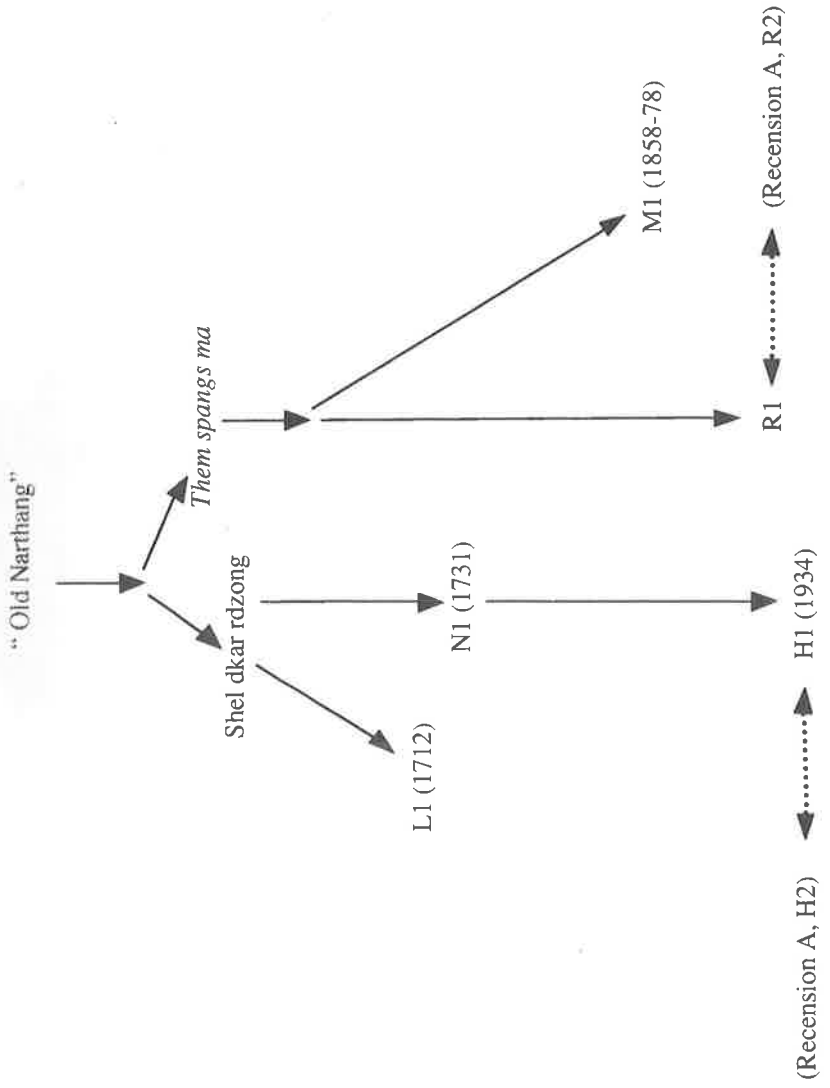 “ Old Narthang”
Them spangs ma
Shel dkar rdzong
L1 (1712)
N1 (1731)
M1 (1858-78)
(Recension A, H2)
H1 (1934)
R1
(Recension A, R2)